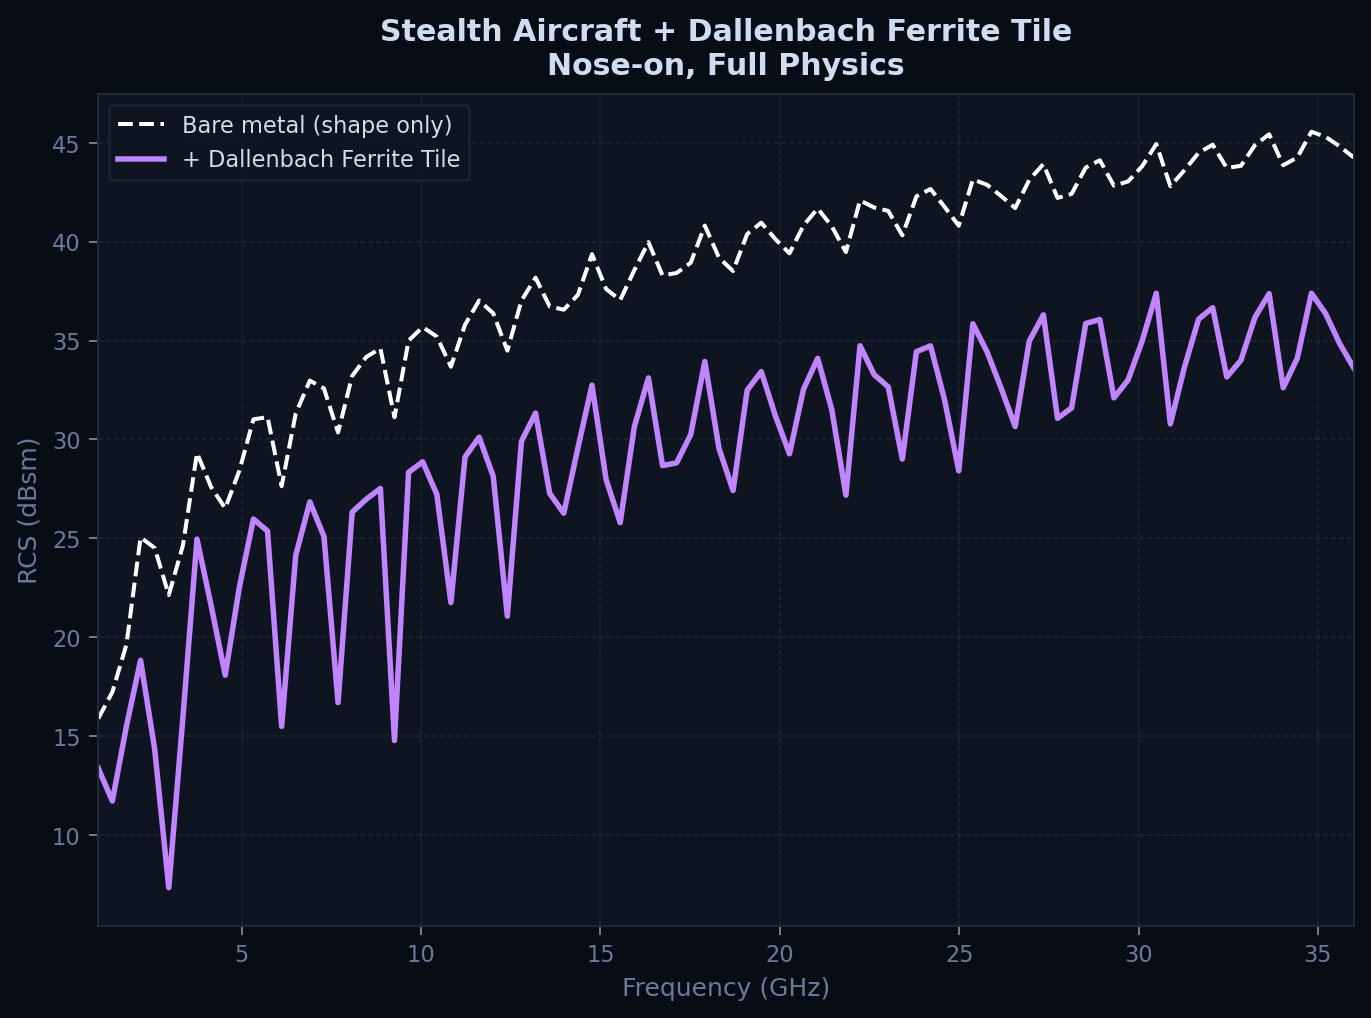 Stealth Aircraft + Dallenbach Ferrite Tile
Nose-on, Full Physics
Bare metal (shape only)
+ Dallenbach Ferrite Tile
RCS (dBsm)
45
40
35
30
25
20
15
10
5 10 15 20 25 30 35
Frequency (GHz)